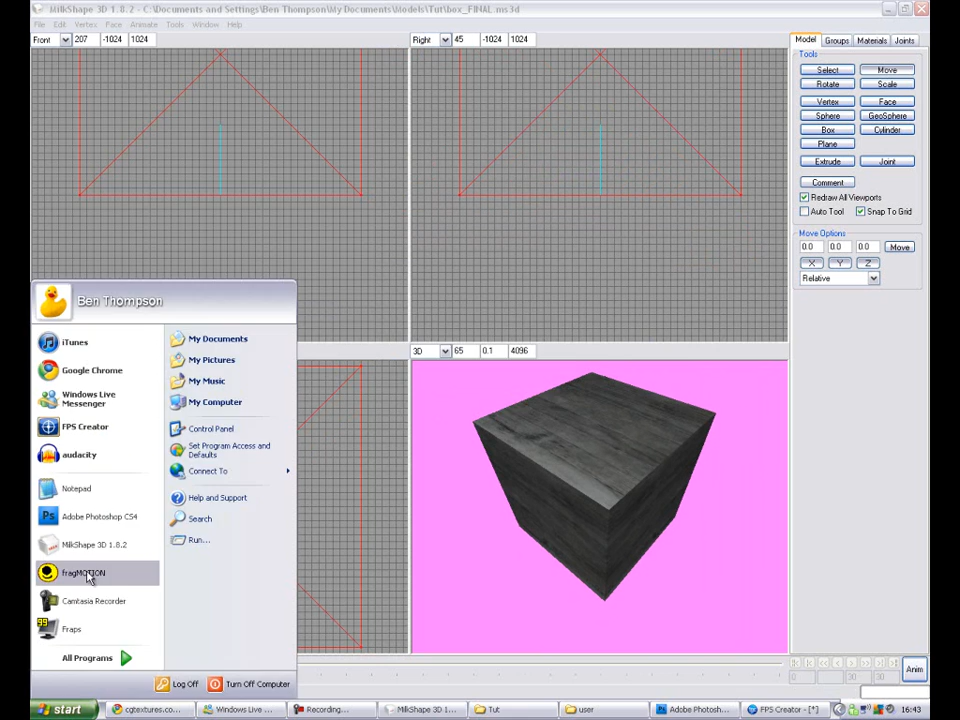 MilkShape 3D 1.8.2 - C:\Documents and Settings\Ben Thompson\My Documents\Models\Tut\box_FINAL.ms3d
File Edit Vertex Face Animate Tools Window Help
Front 207 -1024 1024
Right 45 -1024 1024
Model Groups Materials Joints
Tools
Select Move
Rotate Scale
Vertex Face
Sphere GeoSphere
Box Cylinder
Plane
Extrude Joint
Comment
Redraw All Viewports
Auto Tool Snap To Grid
Move Options
0.0 0.0 0.0 Move
X Y Z
Relative
3D 65 0.1 4096
Ben Thompson
iTunes
Google Chrome
Windows Live
Messenger
FPS Creator
audacity
Notepad
Adobe Photoshop CS4
MilkShape 3D 1.8.2
fragMOTION
Camtasia Recorder
99
Fraps
All Programs
My Documents
My Pictures
My Music
My Computer
Control Panel
Set Program Access and
Defaults
Connect To
Help and Support
Search
Run...
Log Off Turn Off Computer
Anim
0 30 30
start cgtextures.co... Windows Live ... Recording... MilkShape 3D 1... Tut user Adobe Photosh... FPS Creator - [*] 16:43